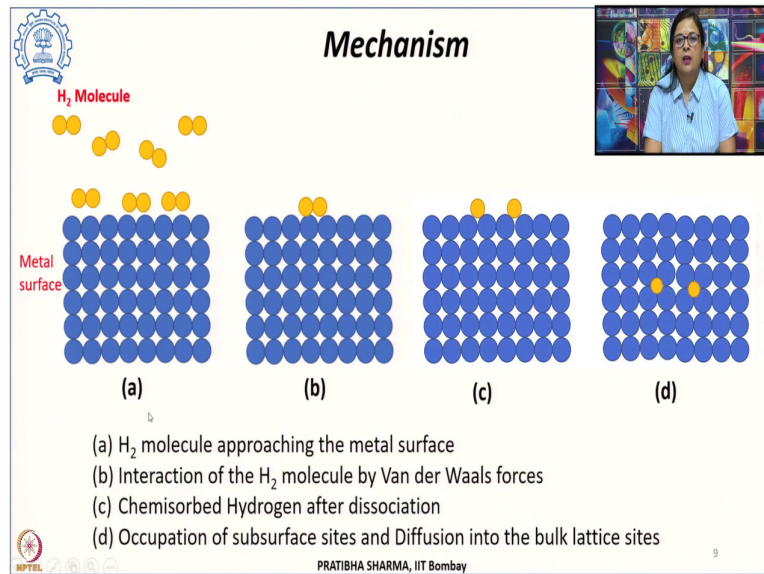 Mechanism
H₂ Molecule
Metal
surface
(a)
(b)
(c)
(d)
(a) H₂ molecule approaching the metal surface
(b) Interaction of the H₂ molecule by Van der Waals forces
(c) Chemisorbed Hydrogen after dissociation
(d) Occupation of subsurface sites and Diffusion into the bulk lattice sites
9
NPTEL
PRATIBHA SHARMA, IIT Bombay